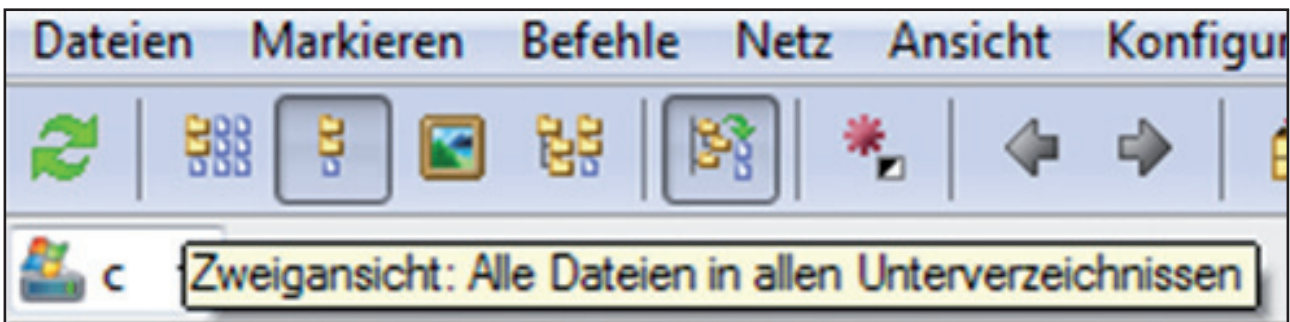 Dateien Markieren Befehle Netz Ansicht Konfigur
c
Zweigansicht: Alle Dateien in allen Unterverzeichnissen